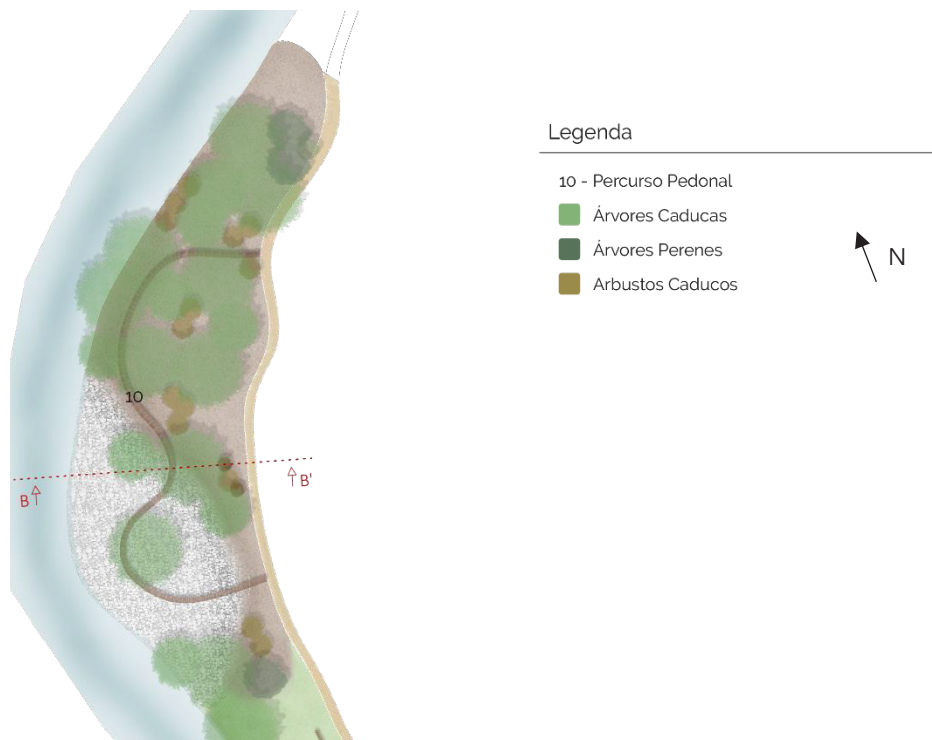 Legenda
10 - Percurso Pedonal
Árvores Caducas
Árvores Perenes
Arbustos Caducos
N
10
B
B'